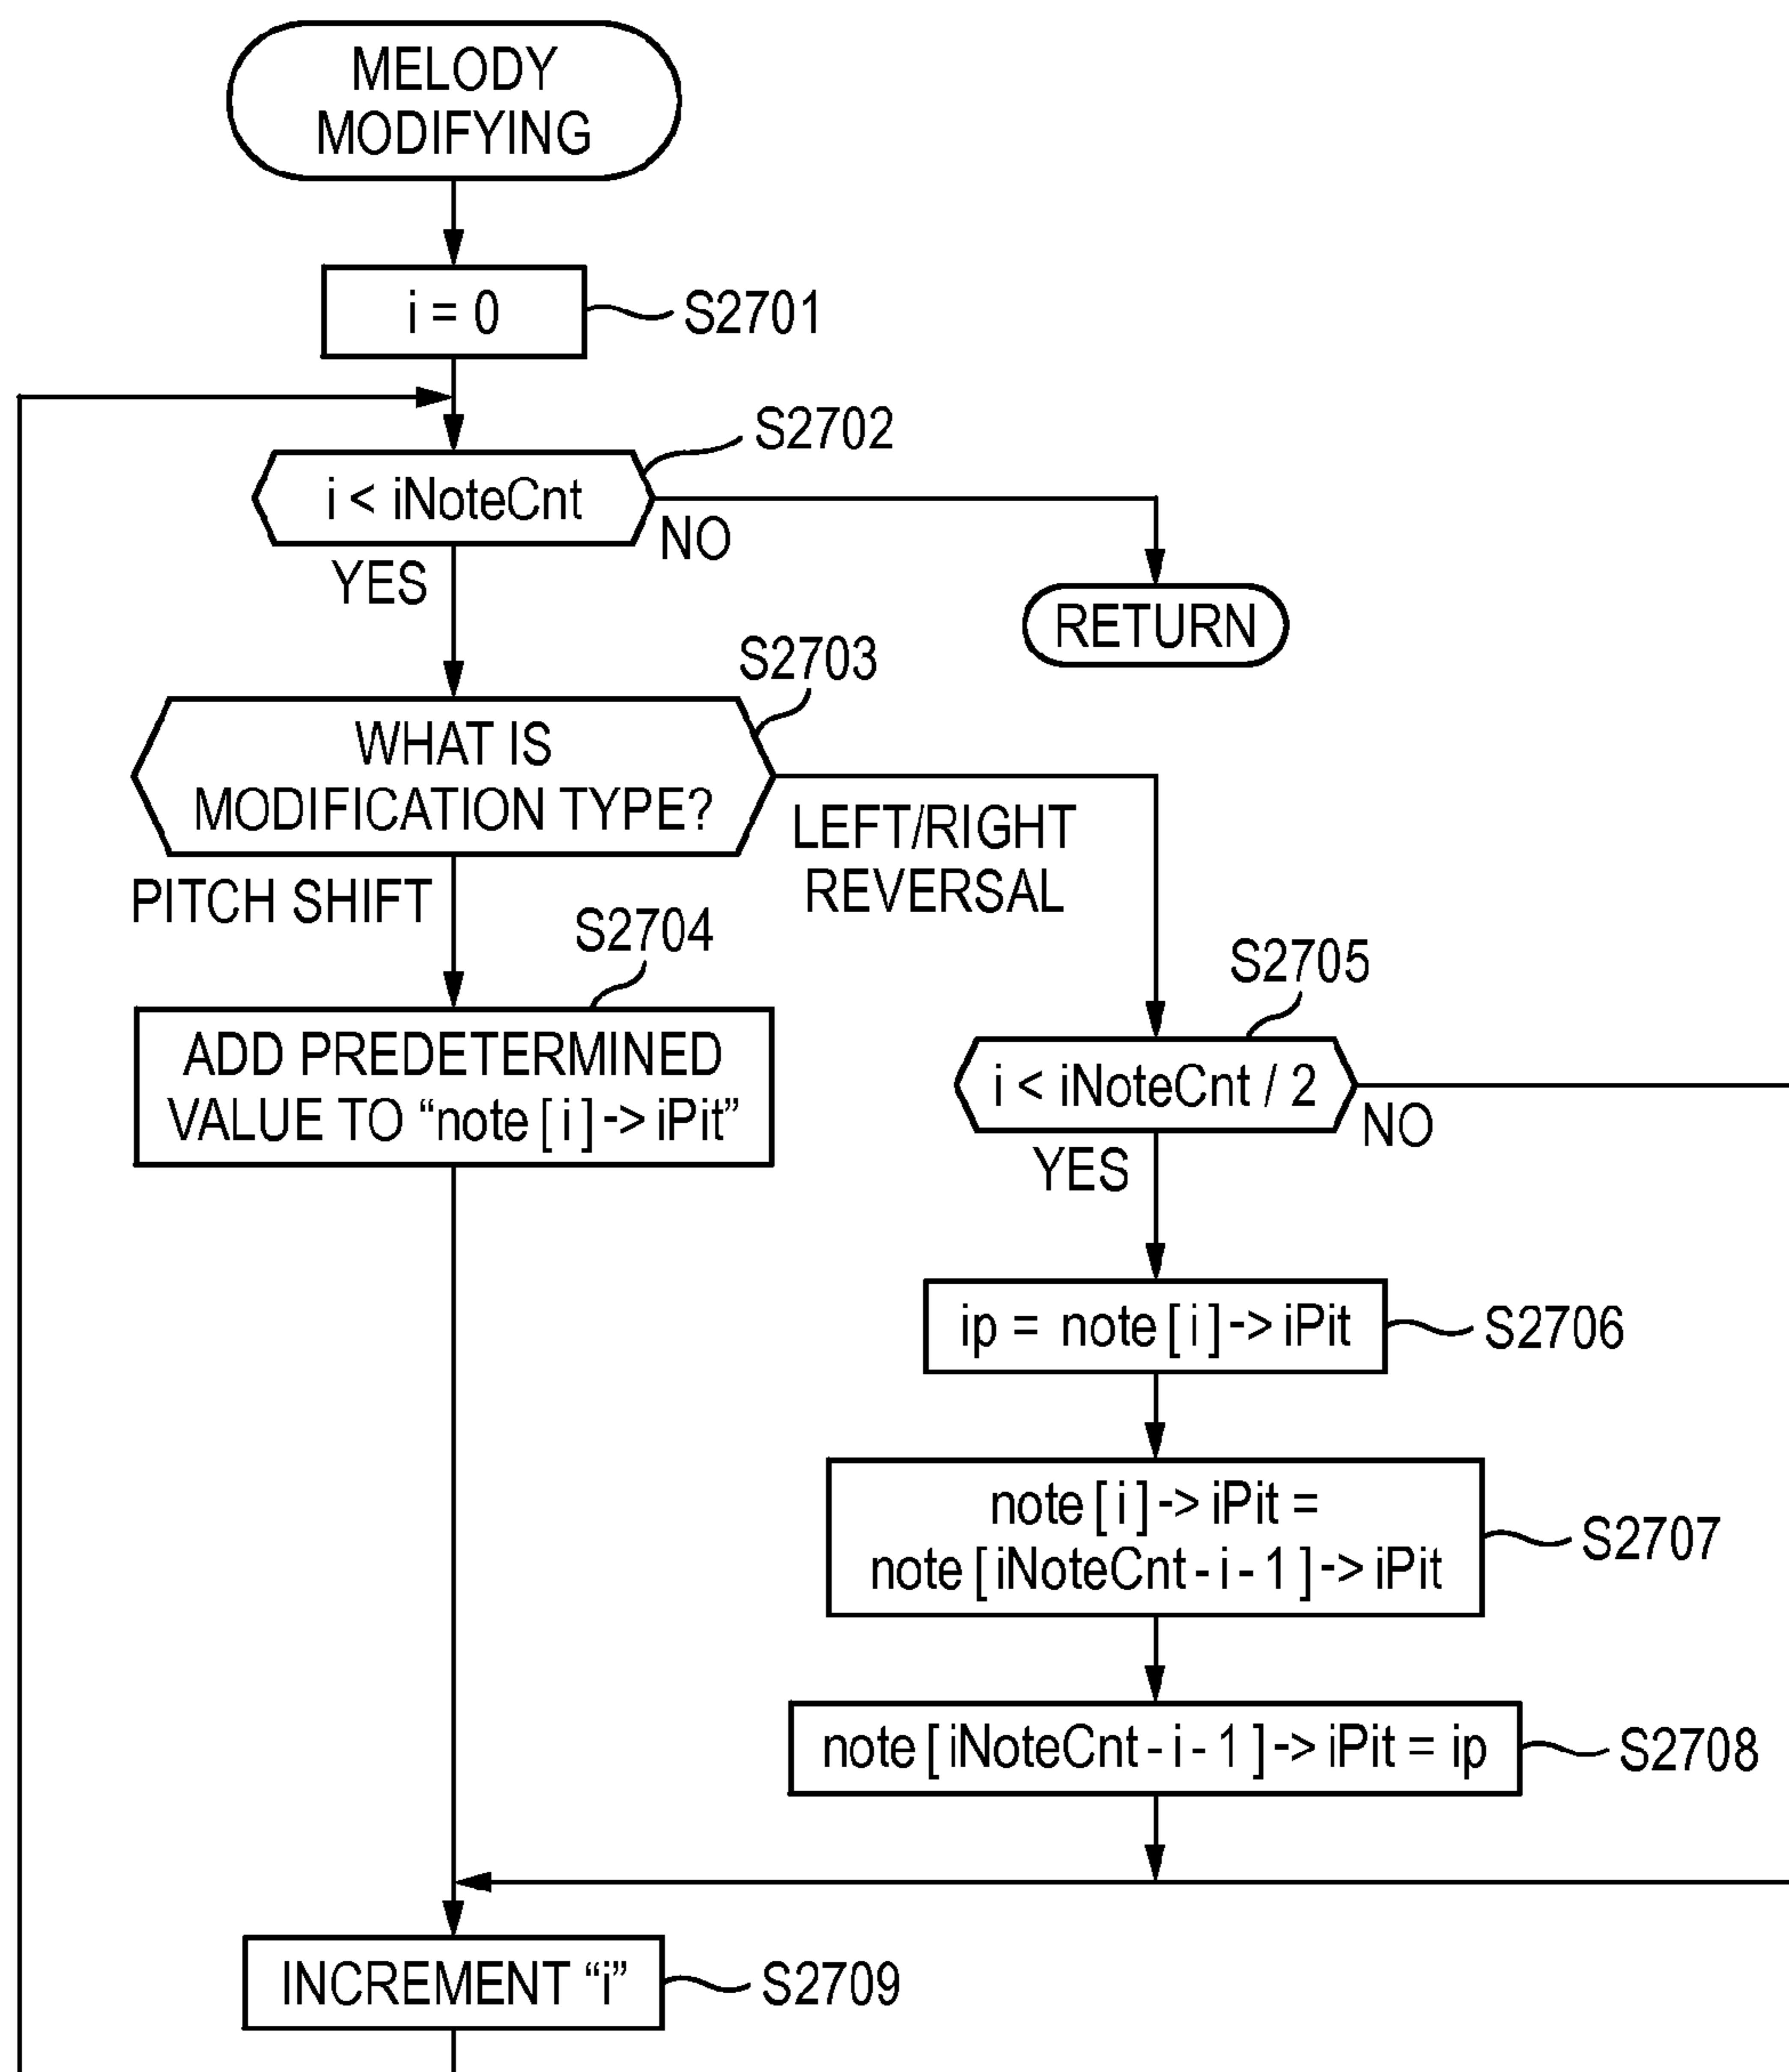 MELODY
MODIFYING
i = 0
S2701
S2702
i < iNoteCnt
NO
YES
RETURN
S2703
WHAT IS
MODIFICATION TYPE?
LEFT/RIGHT
REVERSAL
PITCH SHIFT
S2704
ADD PREDETERMINED
VALUE TO “note [ i ] -> iPit”
S2705
i < iNoteCnt / 2
NO
YES
ip = note [ i ] -> iPit
S2706
note [ i ] -> iPit =
note [ iNoteCnt - i - 1 ] -> iPit
S2707
note [ iNoteCnt - i - 1 ] -> iPit = ip
S2708
INCREMENT “i”
S2709